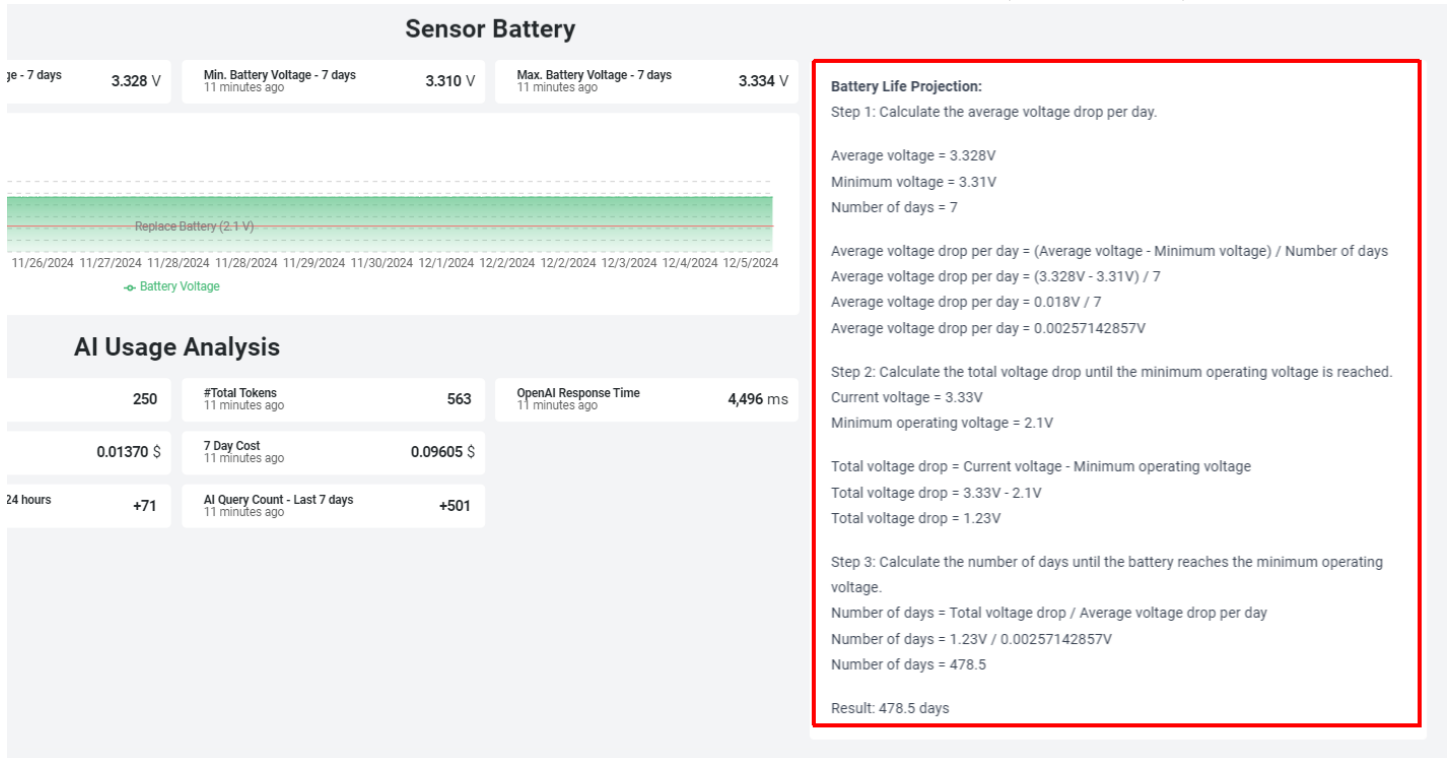 Sensor Battery
ge - 7 days
3.328 V
Min. Battery Voltage - 7 days
11 minutes ago
3.310 V
Max. Battery Voltage - 7 days
11 minutes ago
3.334 V
Replace Battery (2.1 V)
11/26/2024 11/27/2024 11/28/2024 11/28/2024 11/29/2024 11/30/2024 12/1/2024 12/2/2024 12/2/2024 12/3/2024 12/4/2024 12/5/2024
Battery Voltage
AI Usage Analysis
250
#Total Tokens
11 minutes ago
563
OpenAI Response Time
11 minutes ago
4,496 ms
0.01370 $
7 Day Cost
11 minutes ago
0.09605 $
24 hours
+71
AI Query Count - Last 7 days
11 minutes ago
+501
Battery Life Projection:
Step 1: Calculate the average voltage drop per day.
Average voltage = 3.328V
Minimum voltage = 3.31V
Number of days = 7
Average voltage drop per day = (Average voltage - Minimum voltage) / Number of days
Average voltage drop per day = (3.328V - 3.31V) / 7
Average voltage drop per day = 0.018V / 7
Average voltage drop per day = 0.00257142857V
Step 2: Calculate the total voltage drop until the minimum operating voltage is reached.
Current voltage = 3.33V
Minimum operating voltage = 2.1V
Total voltage drop = Current voltage - Minimum operating voltage
Total voltage drop = 3.33V - 2.1V
Total voltage drop = 1.23V
Step 3: Calculate the number of days until the battery reaches the minimum operating
voltage.
Number of days = Total voltage drop / Average voltage drop per day
Number of days = 1.23V / 0.00257142857V
Number of days = 478.5
Result: 478.5 days